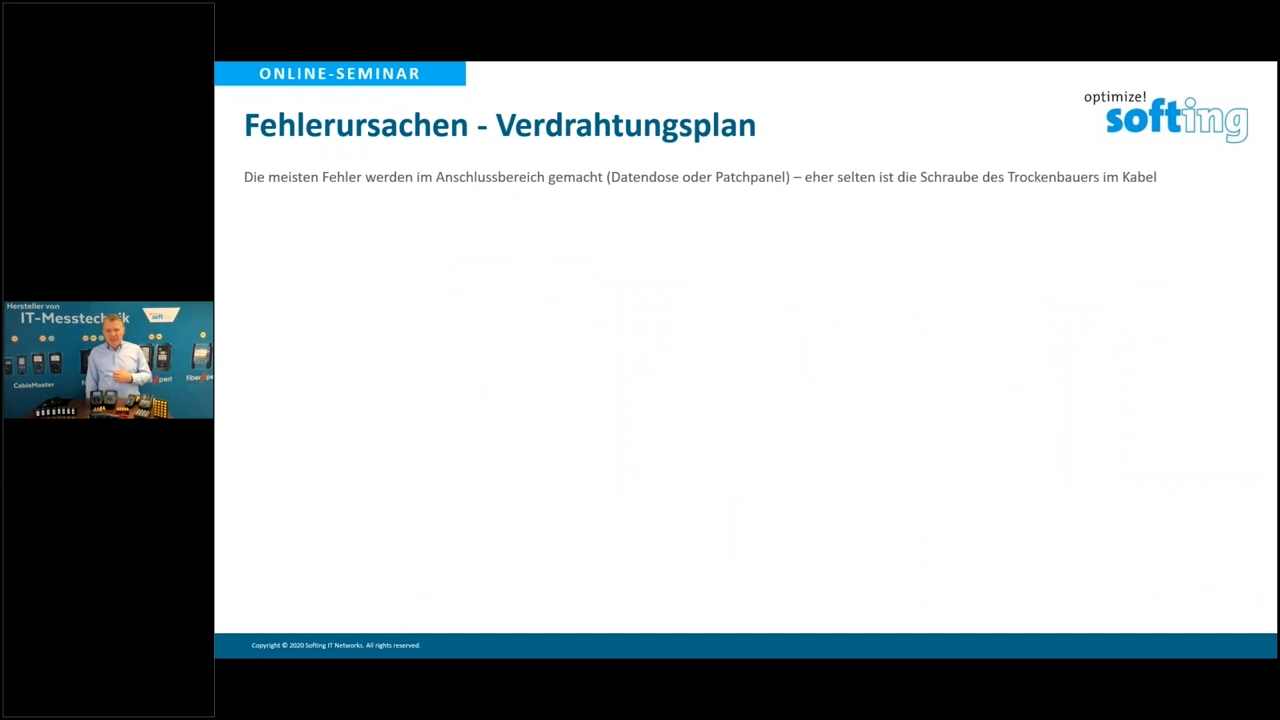 ONLINE-SEMINAR
Fehlerursachen - Verdrahtungsplan
optimize!
softing
Die meisten Fehler werden im Anschlussbereich gemacht (Datendose oder Patchpanel) – eher selten ist die Schraube des Trockenbauers im Kabel
Hersteller von
IT-Messtechnik
soft
CableMaster
Fiber
Copyright © 2020 Softing IT Networks. All rights reserved.